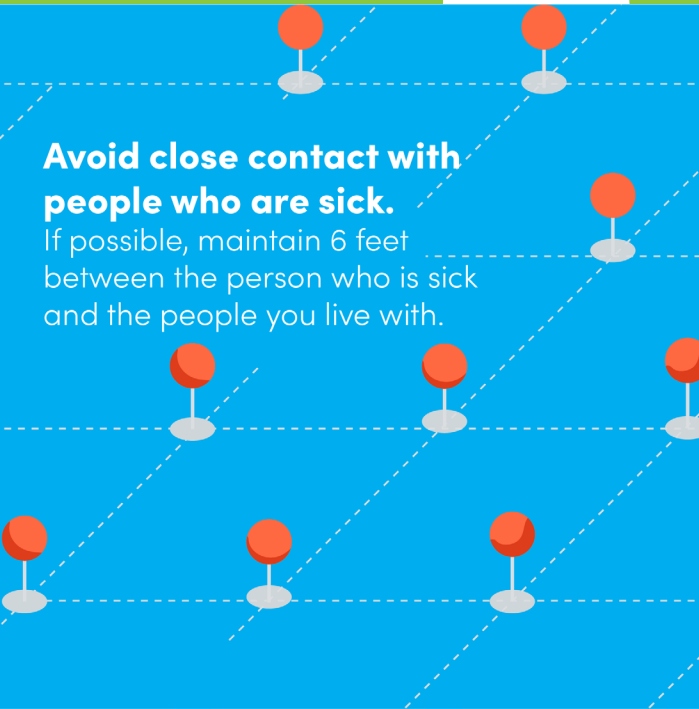 Avoid close contact with
people who are sick.
If possible, maintain 6 feet
between the person who is sick
and the people you live with.